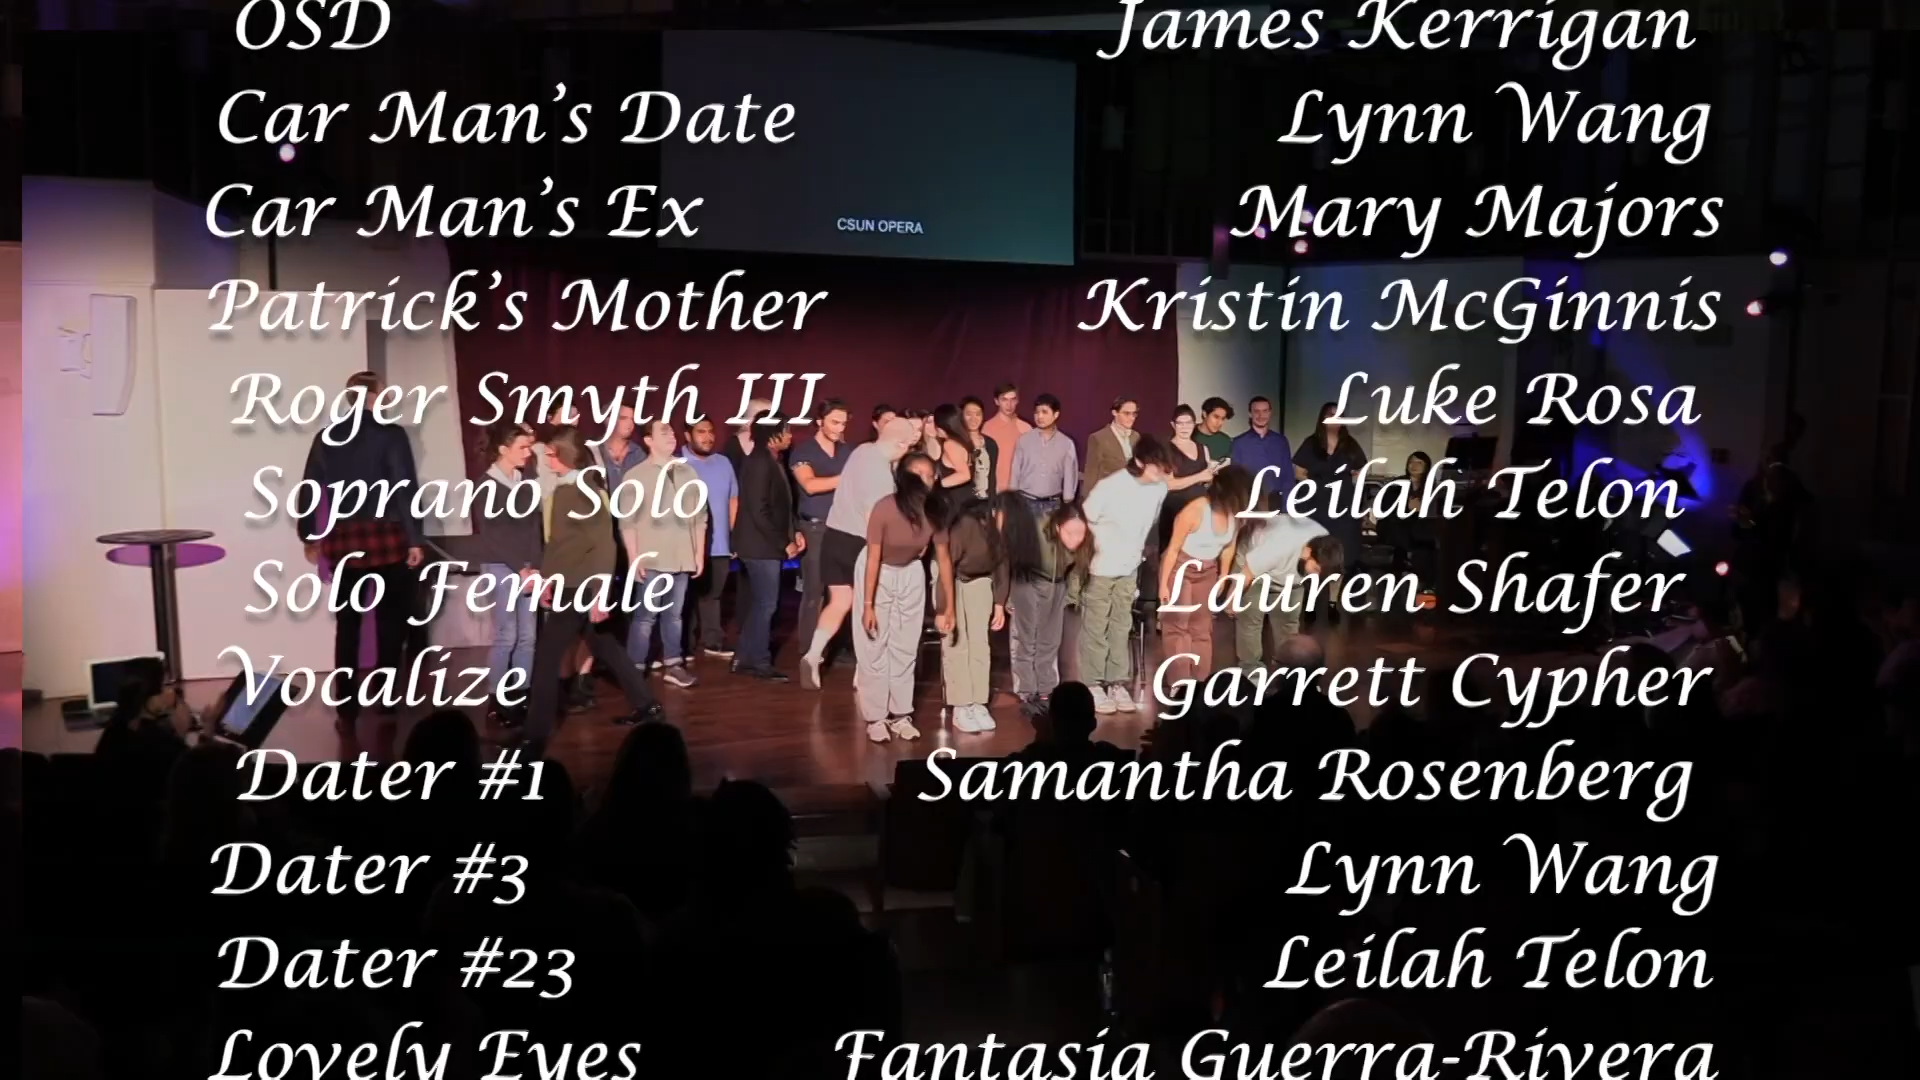 OSD James Kerrigan
Car Man's Date Lynn Wang
Car Man's Ex Mary Majors
CSUN OPERA
Patrick's Mother Kristin McGinnis
Roger Smyth III Luke Rosa
Soprano Solo Leilah Telon
Solo Female Lauren Shafer
Vocalize Garrett Cypher
Dater #1 Samantha Rosenberg
Dater #3 Lynn Wang
Dater #23 Leilah Telon
Lovely Eyes Fantasia Guerra-Rivera